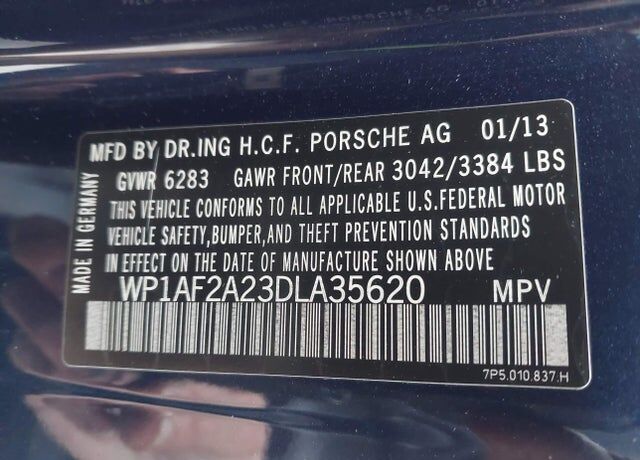 MFD BY DR.ING H.C.F. PORSCHE AG 01/13
GVWR 6283 GAWR FRONT/REAR 3042/3384 LBS
THIS VEHICLE CONFORMS TO ALL APPLICABLE U.S.FEDERAL MOTOR
VEHICLE SAFETY,BUMPER,AND THEFT PREVENTION STANDARDS
IN EFFECT ON THE DATE OF MANUFACTURE SHOWN ABOVE
WP1AF2A23DLA35620 MPV
7P5.010.837.H
MADE IN GERMANY